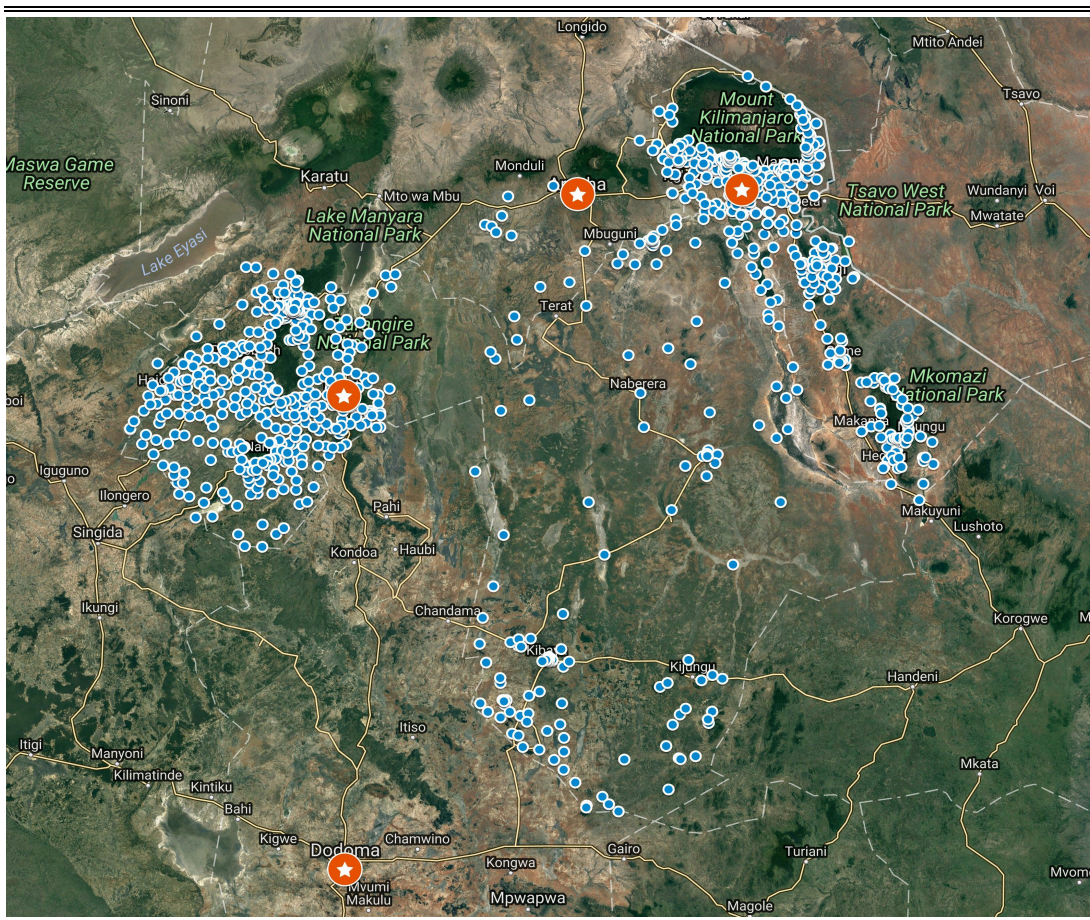 Longido
Mtito Andei
Sinoni
Tsavo
Mount
Kilimanjaro
National Park
Maswa Game
Reserve
Monduli
Karatu
Mto wa Mbu
Tsavo West
National Park
Wundanyi
Voi
Mwatate
Lake Manyara
National Park
Lake Eyasi
Mbuguni
Terat
National Park
Naberera
Mkomazi
National Park
Iguguno
Ilongero
Pahi
Makuyuni
Lushoto
Singida
Kondoa
Haubi
Ikungi
Chandama
Korogwe
Kijungu
Handeni
Itiso
Itigi
Manyoni
Kilimatinde
Kintiku
Mkata
Bahi
Kigwe
Chamwino
Dodoma
Gairo
Turiani
Kongwa
Mvumi
Makulu
Mpwapwa
Magole